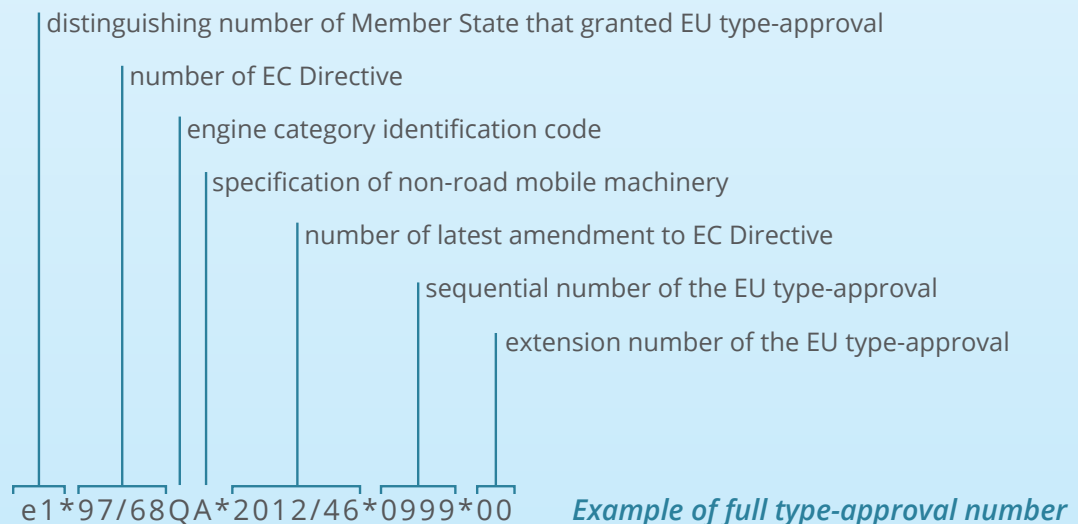 distinguishing number of Member State that granted EU type-approval
number of EC Directive
engine category identification code
specification of non-road mobile machinery
number of latest amendment to EC Directive
sequential number of the EU type-approval
extension number of the EU type-approval
e1*97/68QA*2012/46*0999*00 Example of full type-approval number